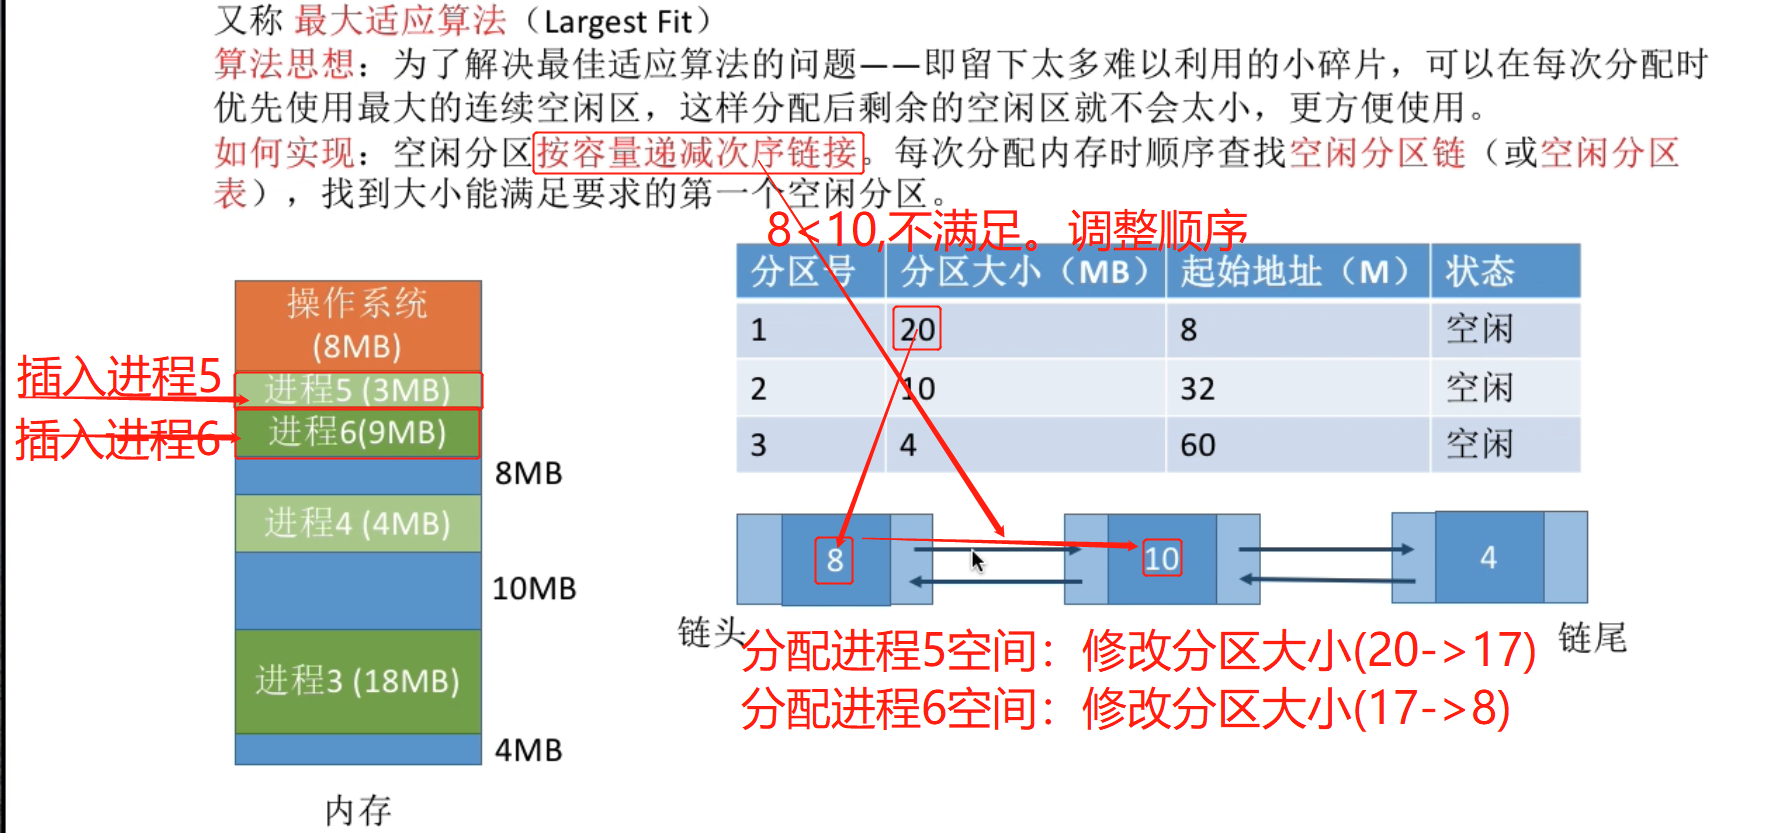 又称 最大适应算法（Largest Fit）
算法思想：为了解决最佳适应算法的问题——即留下太多难以利用的小碎片，可以在每次分配时
优先使用最大的连续空闲区，这样分配后剩余的空闲区就不会太小，更方便使用。
如何实现：空闲分区按容量递减次序链接。每次分配内存时顺序查找空闲分区链（或空闲分区
表），找到大小能满足要求的第一个空闲分区。
8<10,不满足。调整顺序
分区号 分区大小（MB） 起始地址（M） 状态
1 20 8 空闲
2 10 32 空闲
3 4 60 空闲
操作系统
(8MB)
插入进程5
进程5 (3MB)
插入进程6
进程6(9MB)
8MB
进程4 (4MB)
10MB
进程3 (18MB)
4MB
内存
8 10 4
链头
链尾
分配进程5空间：修改分区大小(20->17)
分配进程6空间：修改分区大小(17->8)